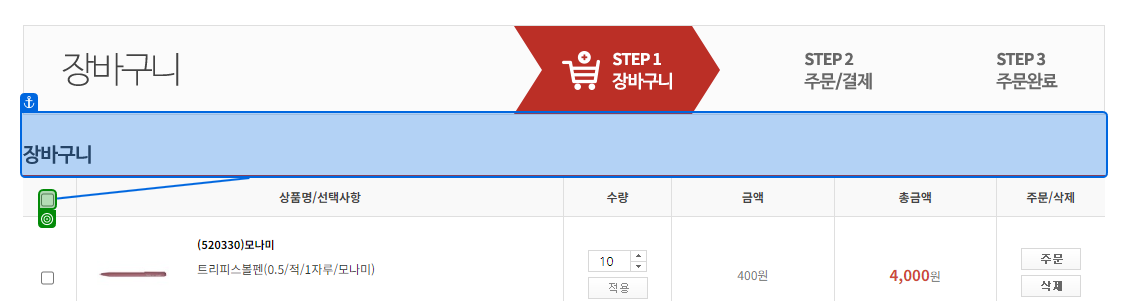 장바구니
STEP 1
장바구니
STEP 2
주문/결제
STEP 3
주문완료
장바구니
상품명/선택사항 수량 금액 총금액 주문/삭제
(520330)모나미
트리피스볼펜(0.5/적/1자루/모나미)
10
적용
400원
4,000원
주문
삭제